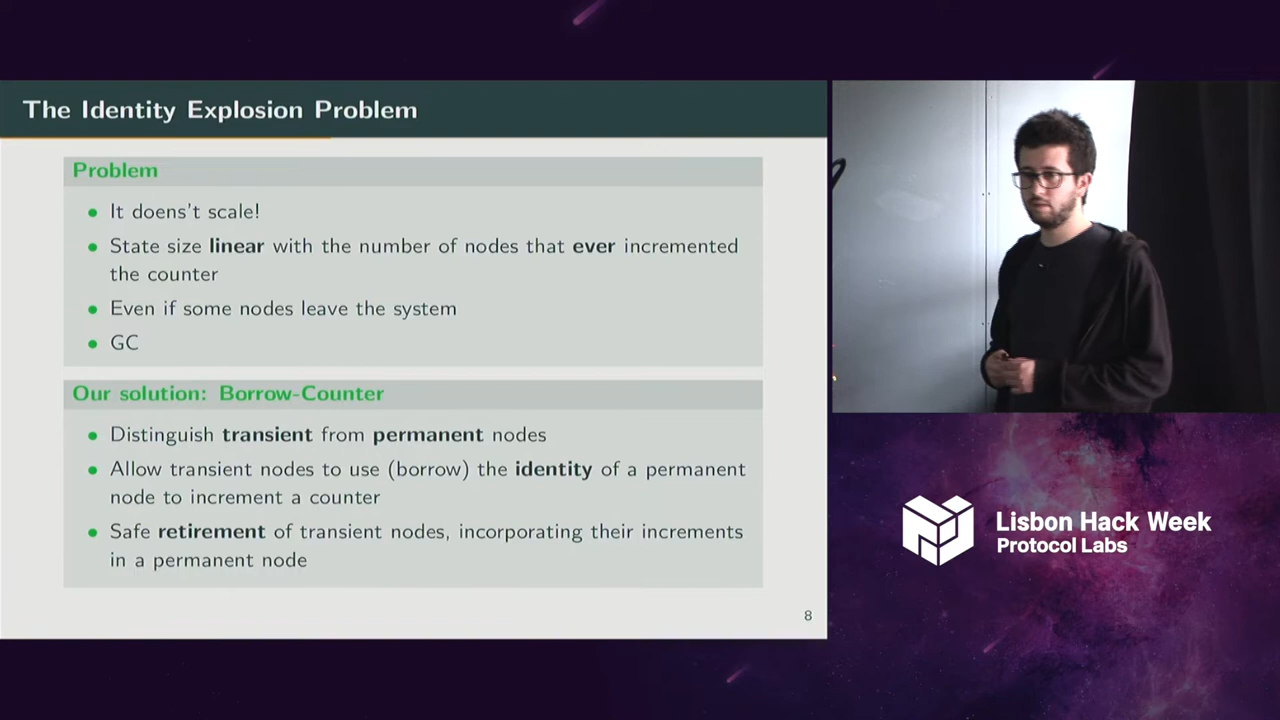 The Identity Explosion Problem
Problem
It doens't scale!
State size linear with the number of nodes that ever incremented
the counter
Even if some nodes leave the system
GC
Our solution: Borrow-Counter
Distinguish transient from permanent nodes
Allow transient nodes to use (borrow) the identity of a permanent
node to increment a counter
Safe retirement of transient nodes, incorporating their increments
in a permanent node
8
Lisbon Hack Week
Protocol Labs